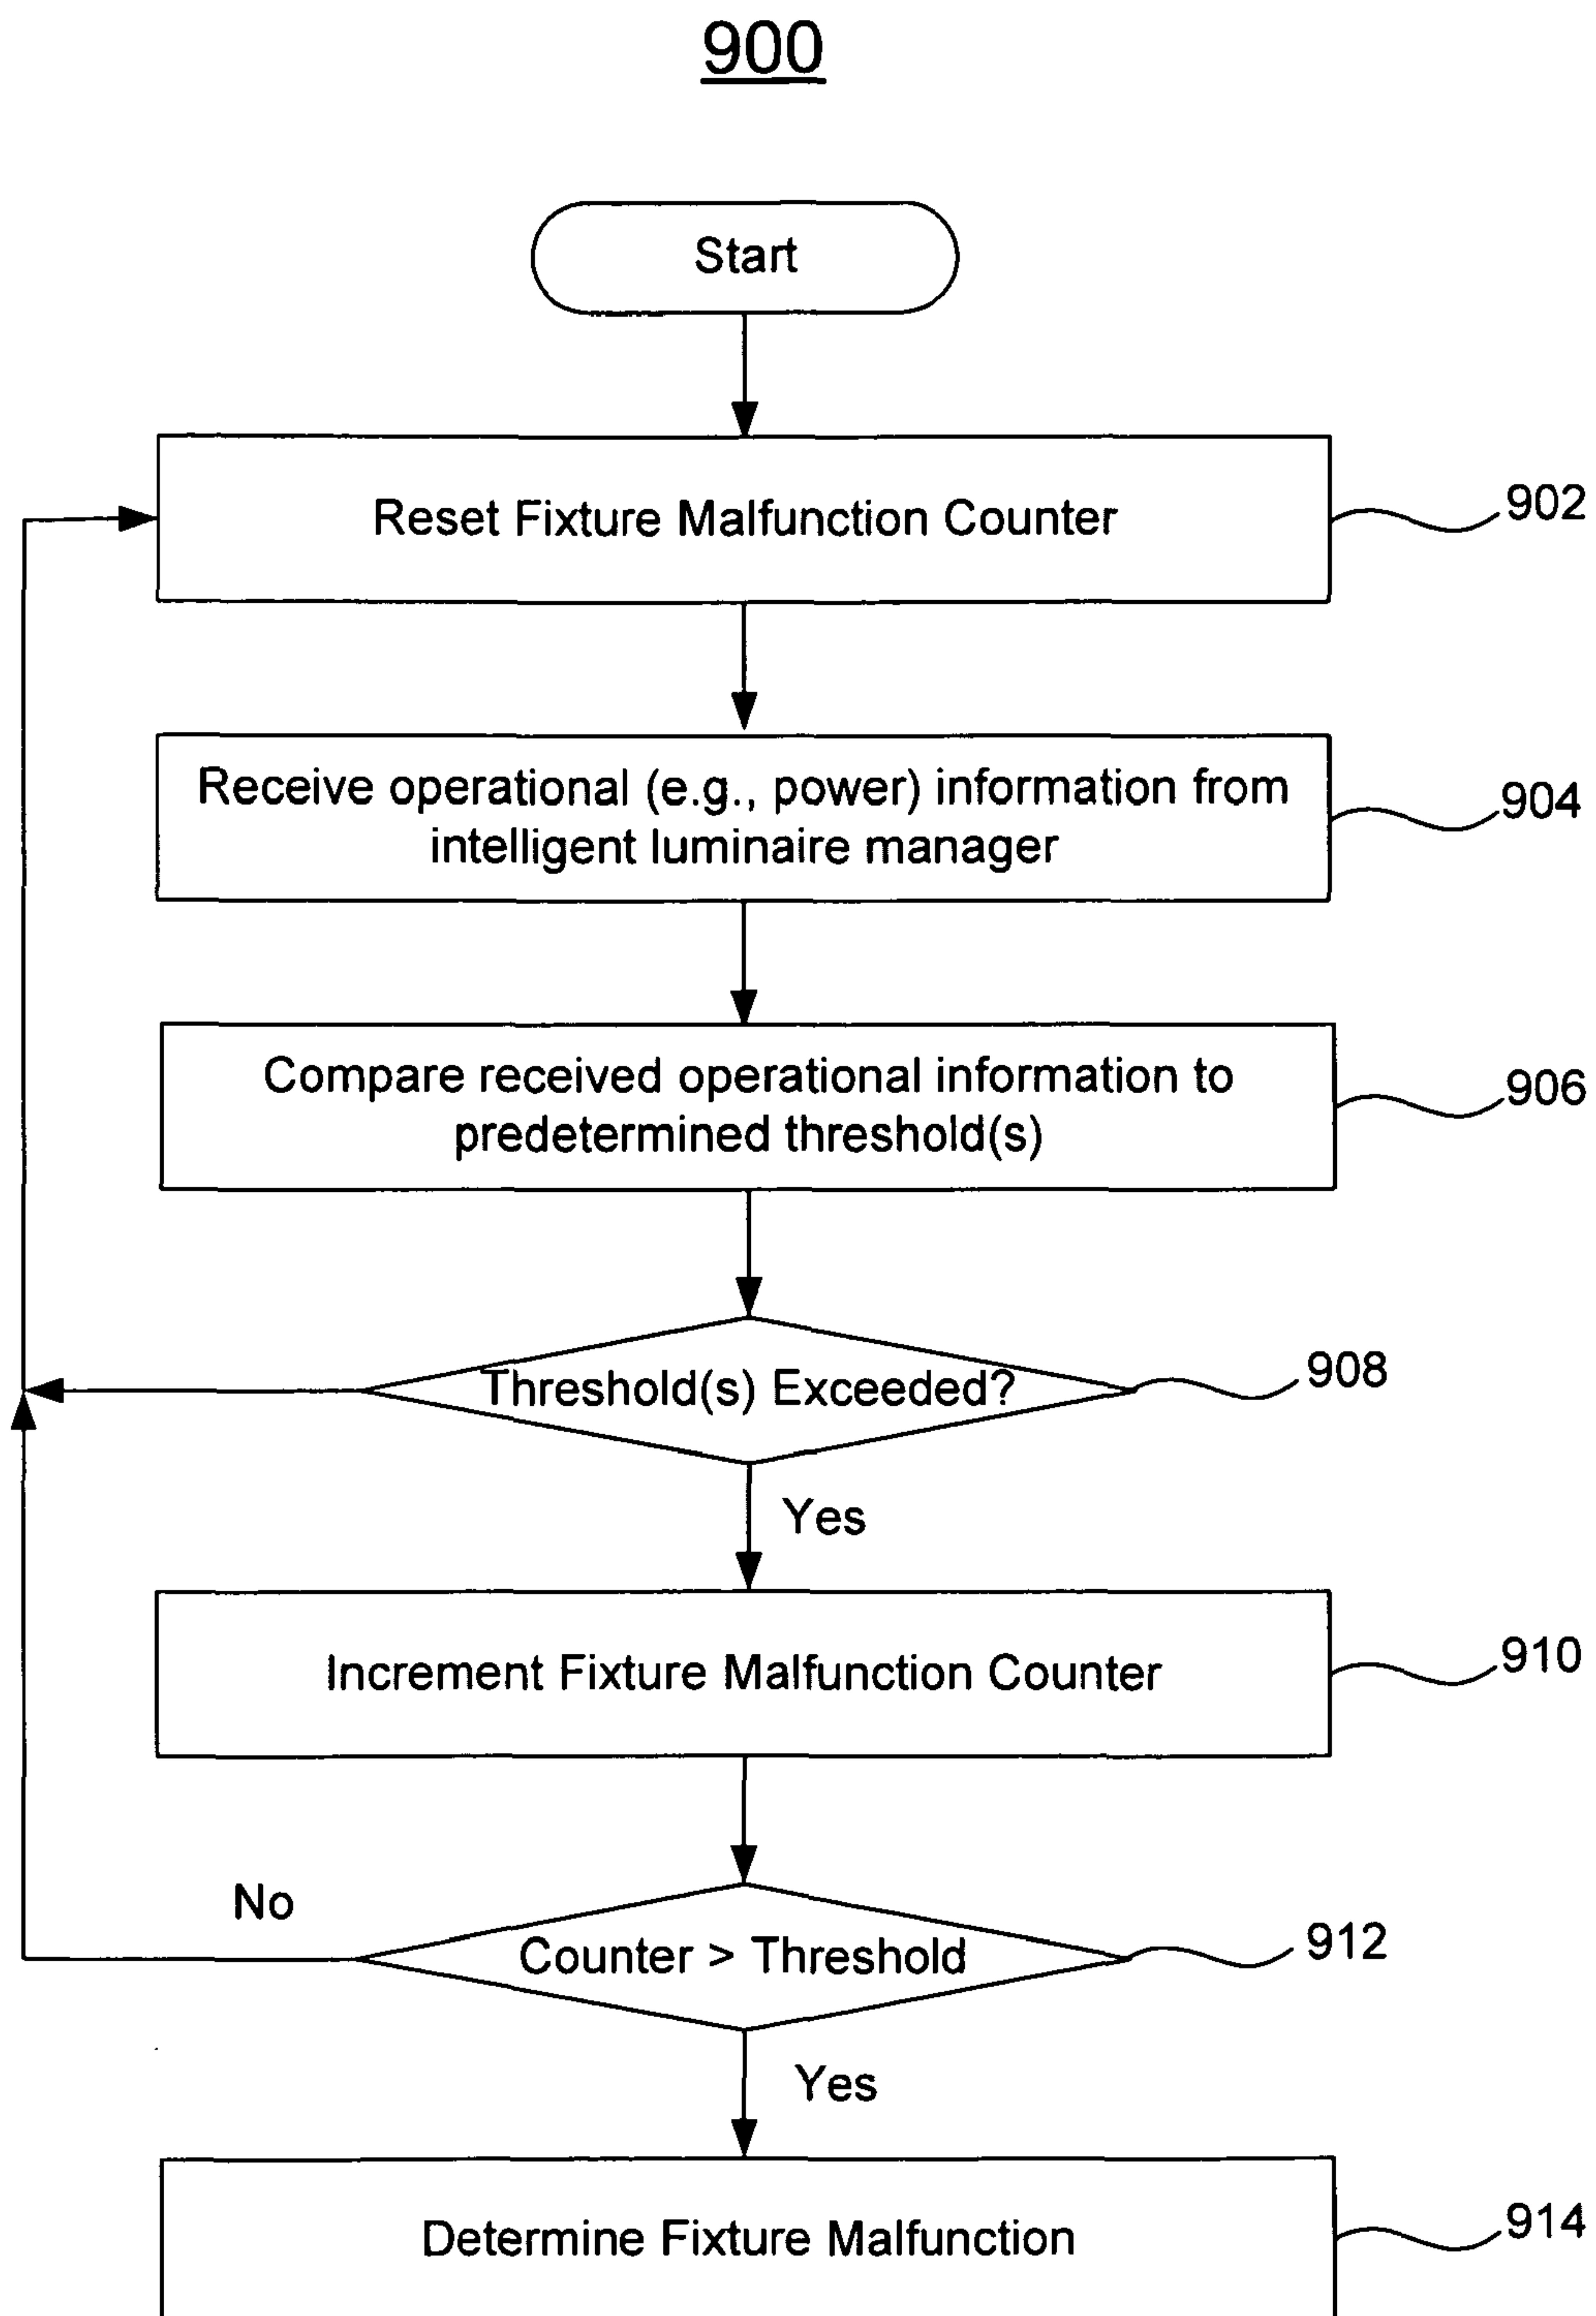 900
Start
Reset Fixture Malfunction Counter
902
Receive operational (e.g., power) information from
intelligent luminaire manager
904
Compare received operational information to
predetermined threshold(s)
906
Threshold(s) Exceeded?
908
Yes
Increment Fixture Malfunction Counter
910
No
Counter > Threshold
912
Yes
Determine Fixture Malfunction
914